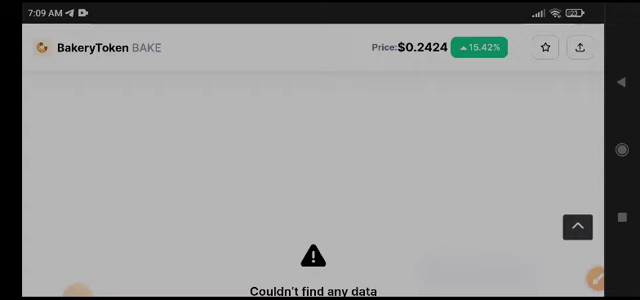 7:09 AM
BakeryToken BAKE
Price:$0.2424 15.42%
Couldn't find any data